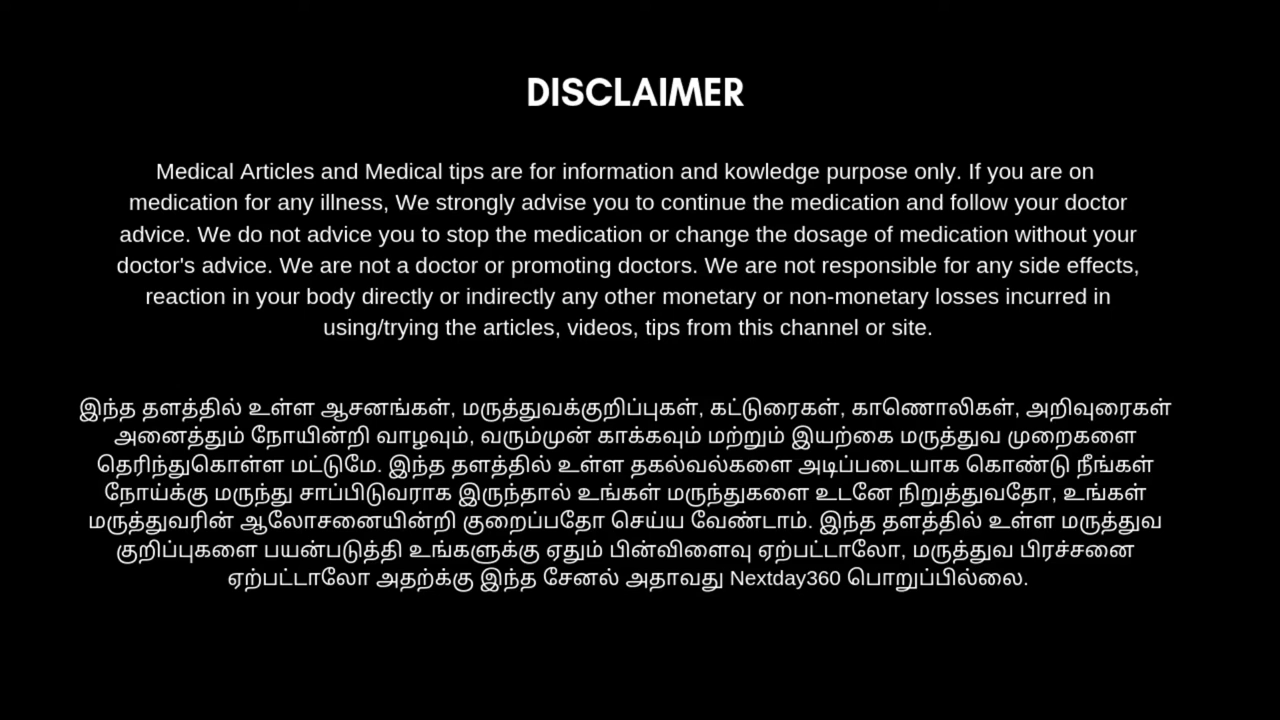 DISCLAIMER
Medical Articles and Medical tips are for information and kowledge purpose only. If you are on
medication for any illness, We strongly advise you to continue the medication and follow your doctor
advice. We do not advice you to stop the medication or change the dosage of medication without your
doctor's advice. We are not a doctor or promoting doctors. We are not responsible for any side effects,
reaction in your body directly or indirectly any other monetary or non-monetary losses incurred in
using/trying the articles, videos, tips from this channel or site.
இந்த தளத்தில் உள்ள ஆசனங்கள், மருத்துவக்குறிப்புகள், கட்டுரைகள், காணொலிகள், அறிவுரைகள்
அனைத்தும் நோயின்றி வாழவும், வரும்முன் காக்கவும் மற்றும் இயற்கை மருத்துவ முறைகளை
தெரிந்துகொள்ள மட்டுமே. இந்த தளத்தில் உள்ள தகல்வல்களை அடிப்படையாக கொண்டு நீங்கள்
நோய்க்கு மருந்து சாப்பிடுவராக இருந்தால் உங்கள் மருந்துகளை உடனே நிறுத்துவதோ, உங்கள்
மருத்துவரின் ஆலோசனையின்றி குறைப்பதோ செய்ய வேண்டாம். இந்த தளத்தில் உள்ள மருத்துவ
குறிப்புகளை பயன்படுத்தி உங்களுக்கு ஏதும் பின்விளைவு ஏற்பட்டாலோ, மருத்துவ பிரச்சனை
ஏற்பட்டாலோ அதற்க்கு இந்த சேனல் அதாவது Nextday360 பொறுப்பில்லை.